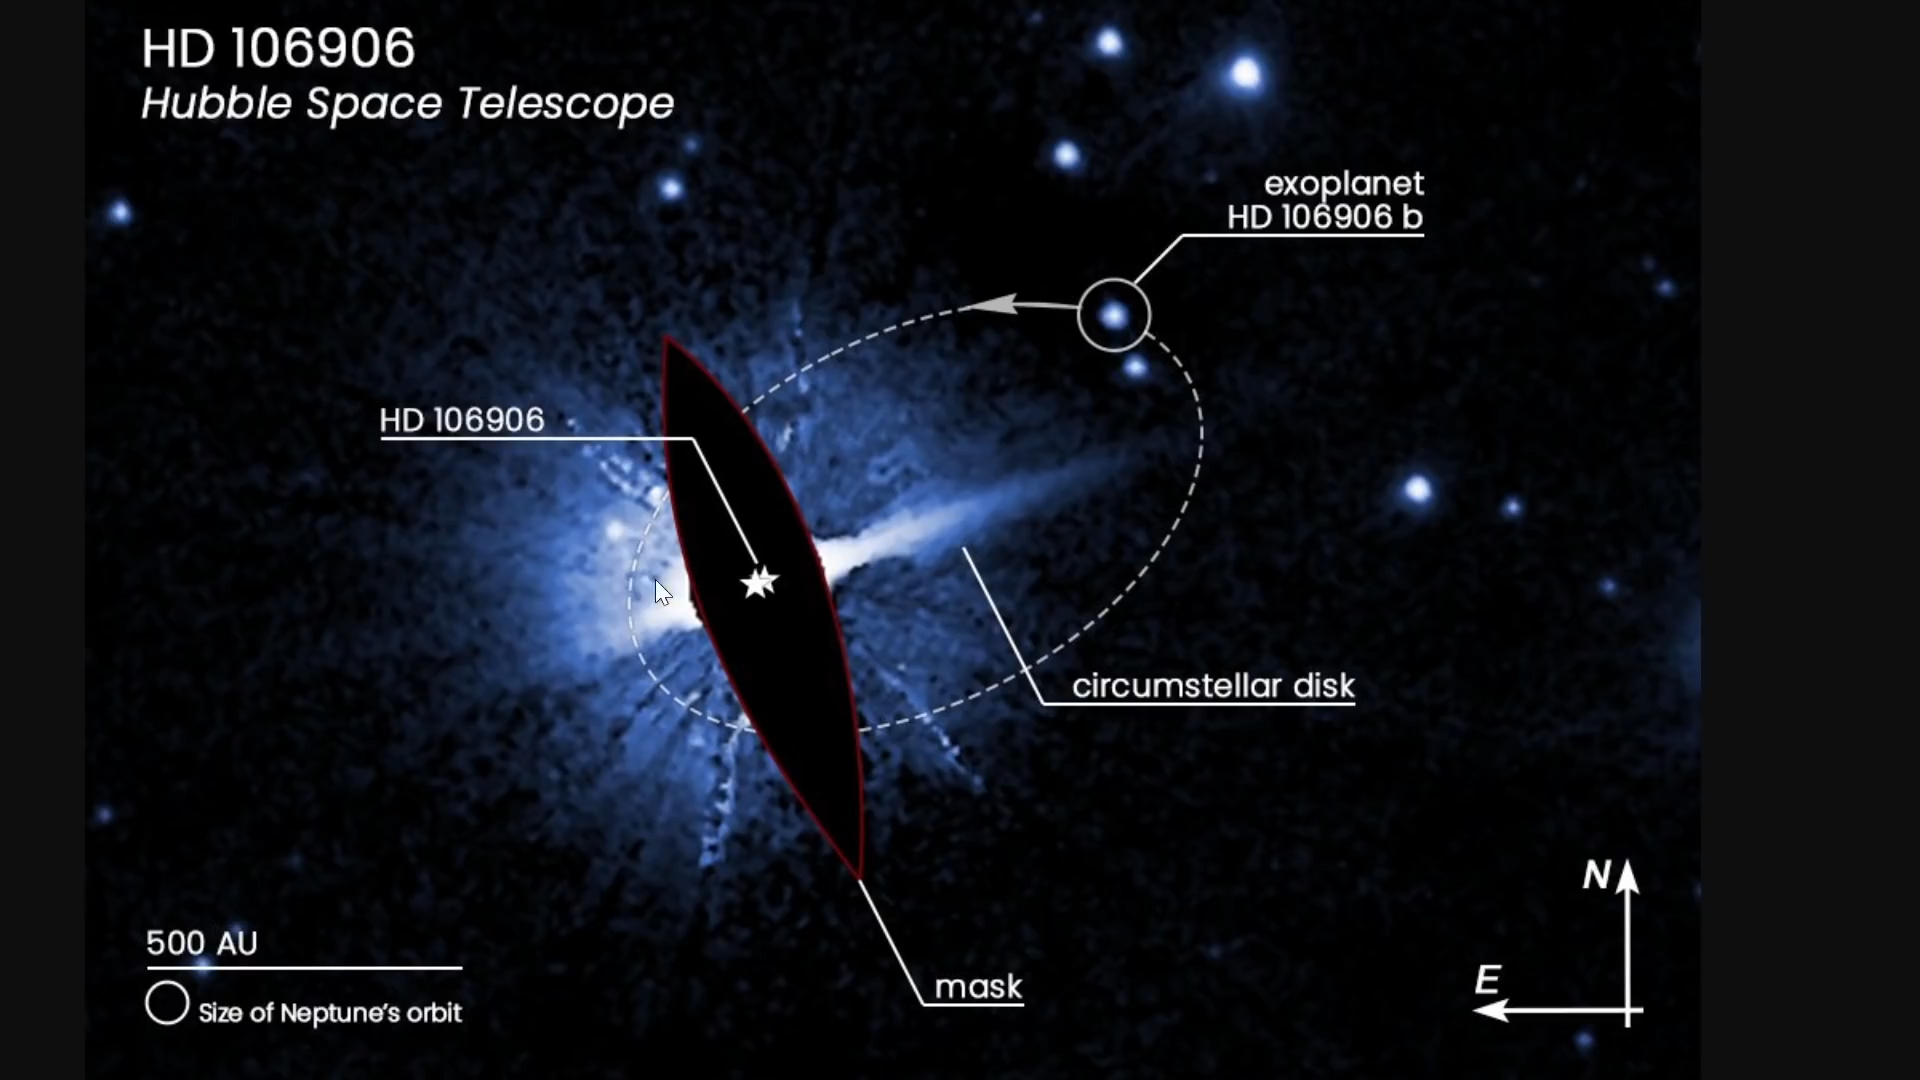 HD 106906
Hubble Space Telescope
exoplanet
HD 106906 b
HD 106906
circumstellar disk
500 AU
Size of Neptune's orbit
mask
N
E